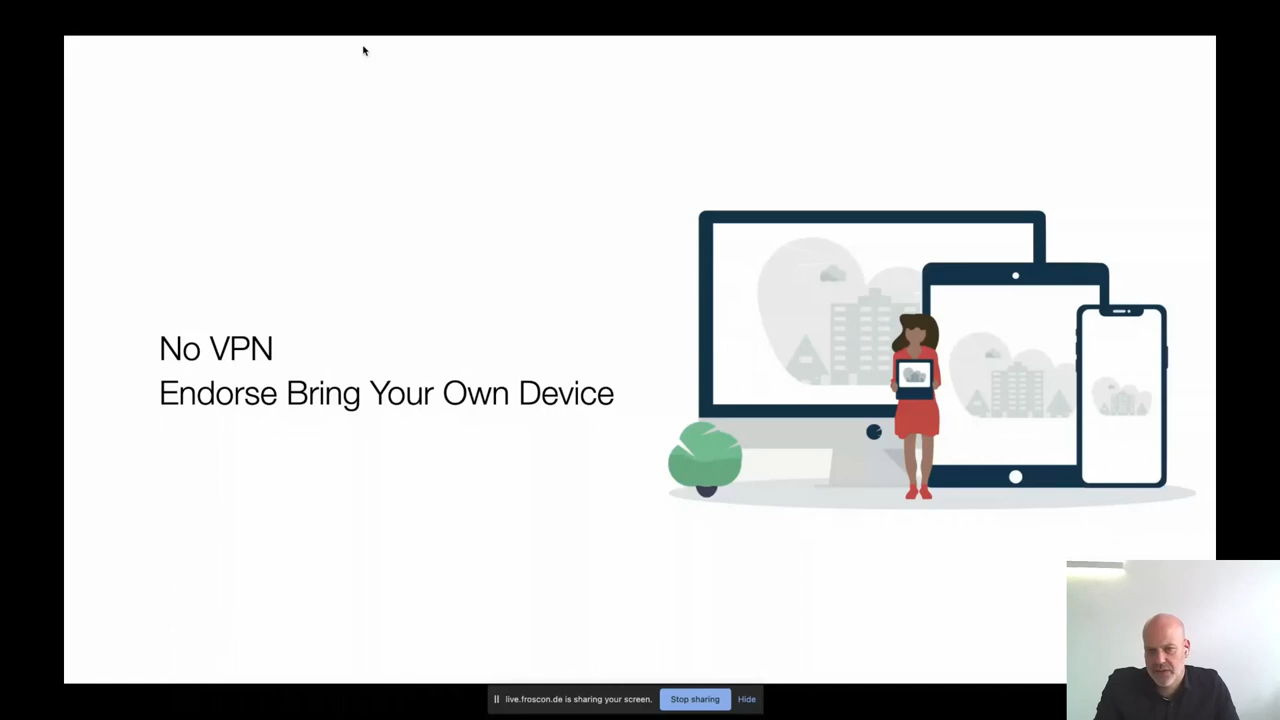 No VPN
Endorse Bring Your Own Device
live.froscon.de is sharing your screen.
Stop sharing
Hide